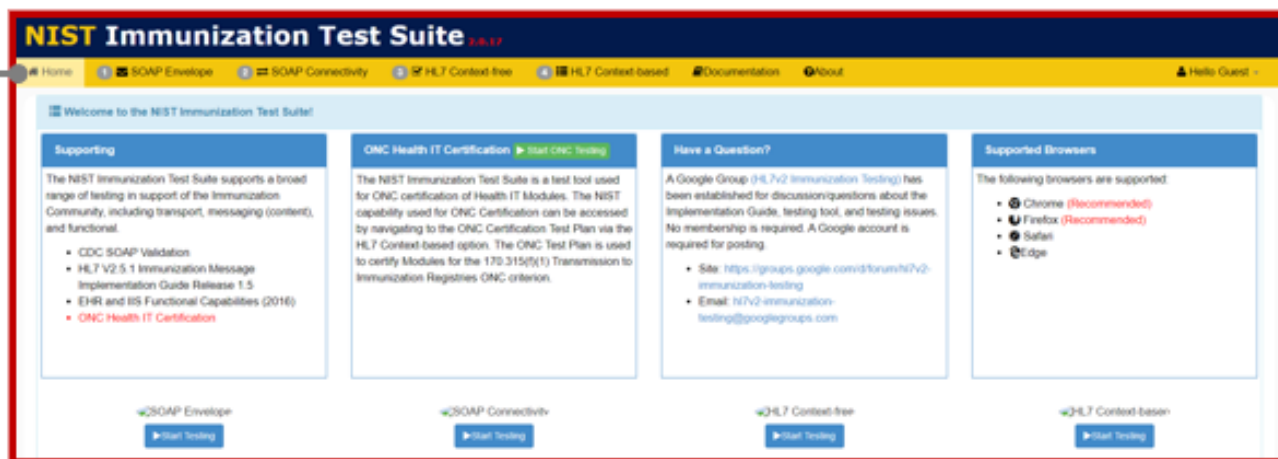 NIST Immunization Test Suite 2.0.17
Home 1 SOAP Envelope 2 SOAP Connectivity 3 HL7 Context-free 4 HL7 Context-based Documentation About Hello Guest
Welcome to the NIST Immunization Test Suite!
Supporting
The NIST Immunization Test Suite supports a broad
range of testing in support of the Immunization
Community, including transport, messaging (content),
and functional.
• CDC SOAP Validation
• HL7 V2.5.1 Immunization Message
Implementation Guide Release 1.5
• EHR and IIS Functional Capabilities (2016)
• ONC Health IT Certification
ONC Health IT Certification Start ONC Testing
The NIST Immunization Test Suite is a test tool used
for ONC certification of Health IT Modules. The NIST
capability used for ONC Certification can be accessed
by navigating to the ONC Certification Test Plan via the
HL7 Context-based option. The ONC Test Plan is used
to certify Modules for the 170.315(f)(1) Transmission to
Immunization Registries ONC criterion.
Have a Question?
A Google Group (HL7v2 Immunization Testing) has
been established for discussion/questions about the
Implementation Guide, testing tool, and testing issues.
No membership is required. A Google account is
required for posting.
• Site: https://groups.google.com/d/forum/hl7v2-
immunization-testing
• Email: hl7v2-immunization-
testing@googlegroups.com
Supported Browsers
The following browsers are supported:
• Chrome (Recommended)
• Firefox (Recommended)
• Safari
• Edge
SOAP Envelope
Start Testing
SOAP Connectivity
Start Testing
HL7 Context-free
Start Testing
HL7 Context-based
Start Testing